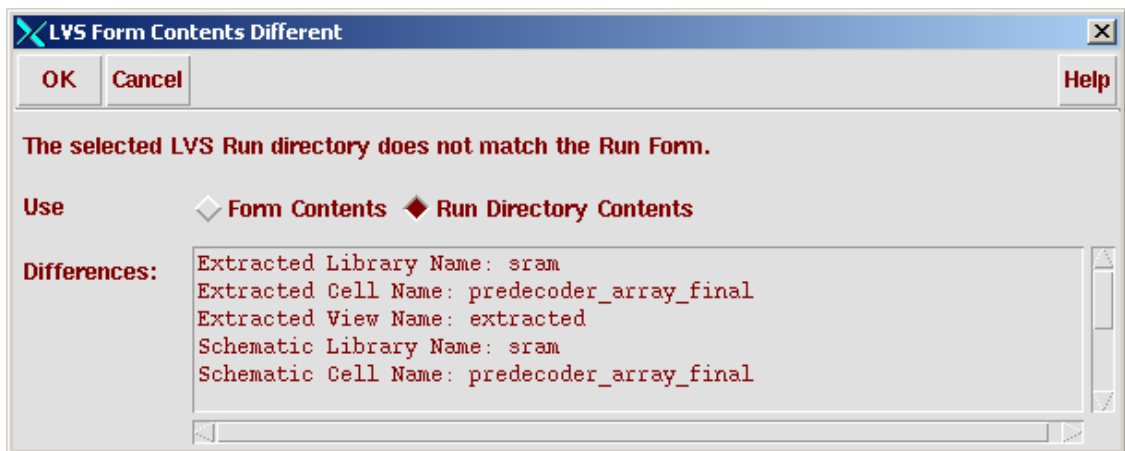 LVS Form Contents Different
OK Cancel Help
The selected LVS Run directory does not match the Run Form.
Use Form Contents Run Directory Contents
Differences:
Extracted Library Name: sram
Extracted Cell Name: predecoder_array_final
Extracted View Name: extracted
Schematic Library Name: sram
Schematic Cell Name: predecoder_array_final